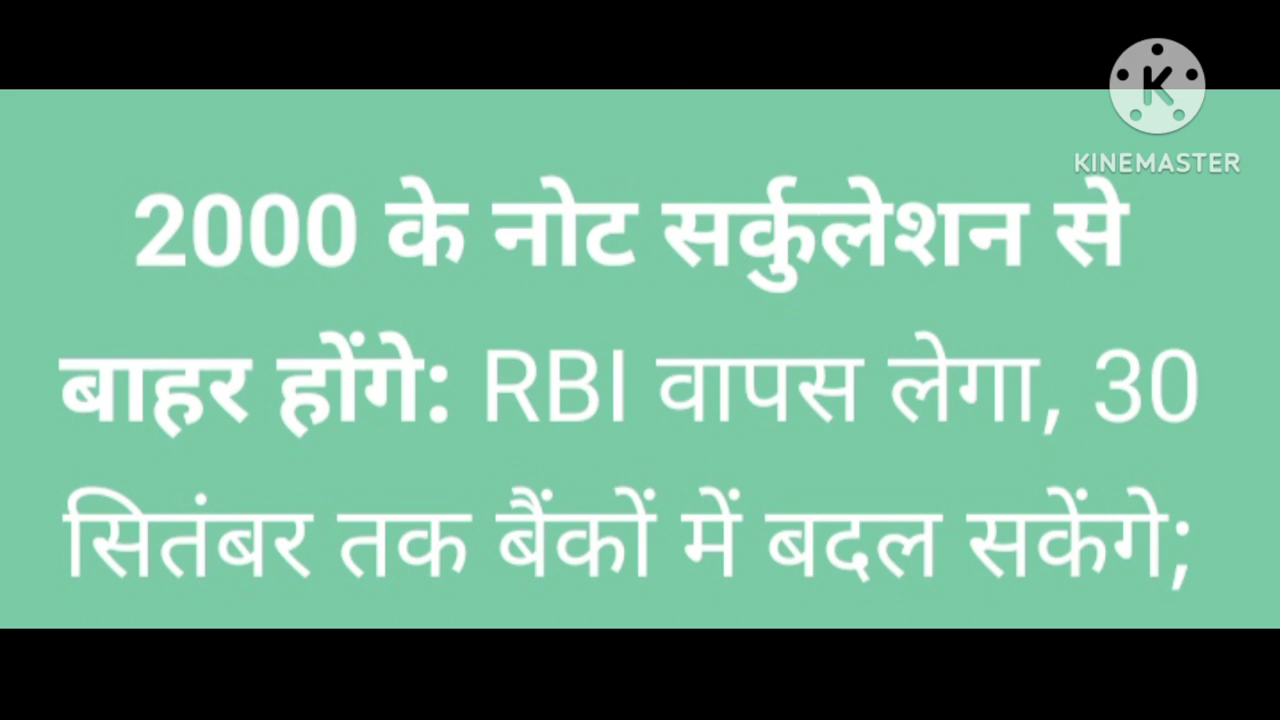 KINEMASTER
2000 के नोट सर्कुलेशन से
बाहर होंगे: RBI वापस लेगा, 30
सितंबर तक बैंकों में बदल सकेंगे;